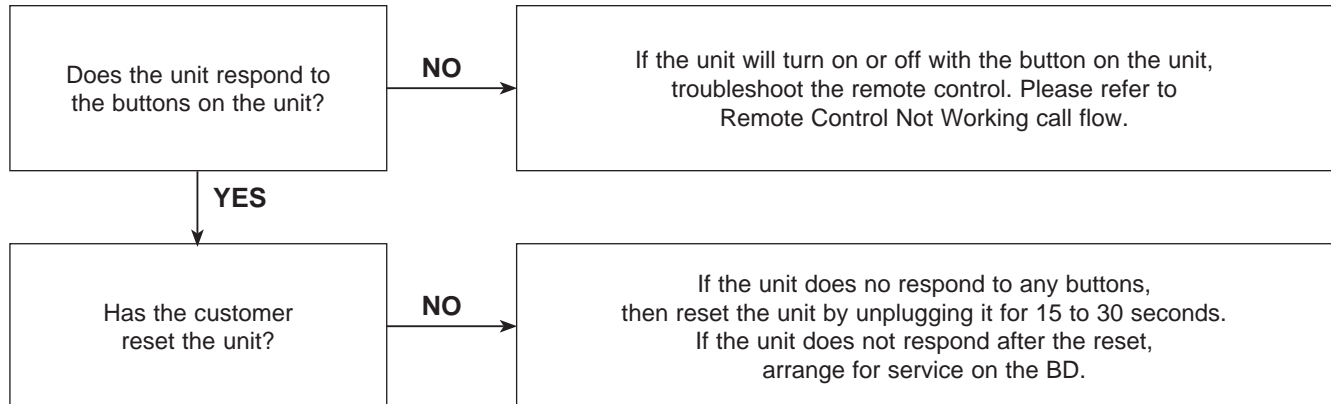 Does the unit respond to
the buttons on the unit?
NO
If the unit will turn on or off with the button on the unit,
troubleshoot the remote control. Please refer to
Remote Control Not Working call flow.
YES
Has the customer
reset the unit?
NO
If the unit does no respond to any buttons,
then reset the unit by unplugging it for 15 to 30 seconds.
If the unit does not respond after the reset,
arrange for service on the BD.